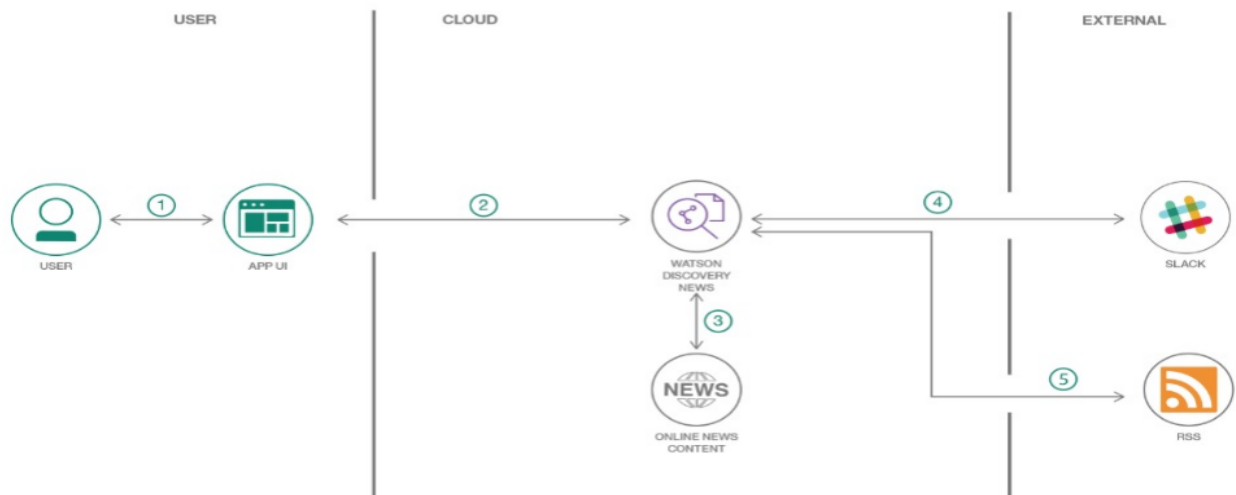 USER
CLOUD
EXTERNAL
1
2
4
USER
APP UI
WATSON
DISCOVERY
NEWS
SLACK
3
NEWS
ONLINE NEWS
CONTENT
5
RSS